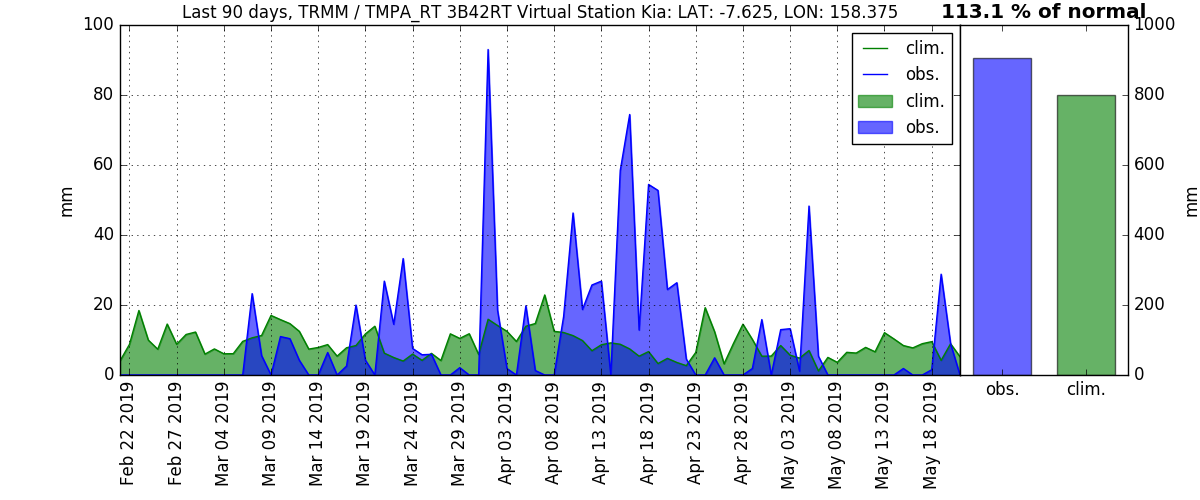 Last 90 days, TRMM / TMPA_RT 3B42RT Virtual Station Kia: LAT: -7.625, LON: 158.375
113.1 % of normal
100
80
60
40
20
0
mm
clim.
obs.
clim.
obs.
1000
800
600
400
200
0
mm
Feb 22 2019
Feb 27 2019
Mar 04 2019
Mar 09 2019
Mar 14 2019
Mar 19 2019
Mar 24 2019
Mar 29 2019
Apr 03 2019
Apr 08 2019
Apr 13 2019
Apr 18 2019
Apr 23 2019
Apr 28 2019
May 03 2019
May 08 2019
May 13 2019
May 18 2019
obs.
clim.